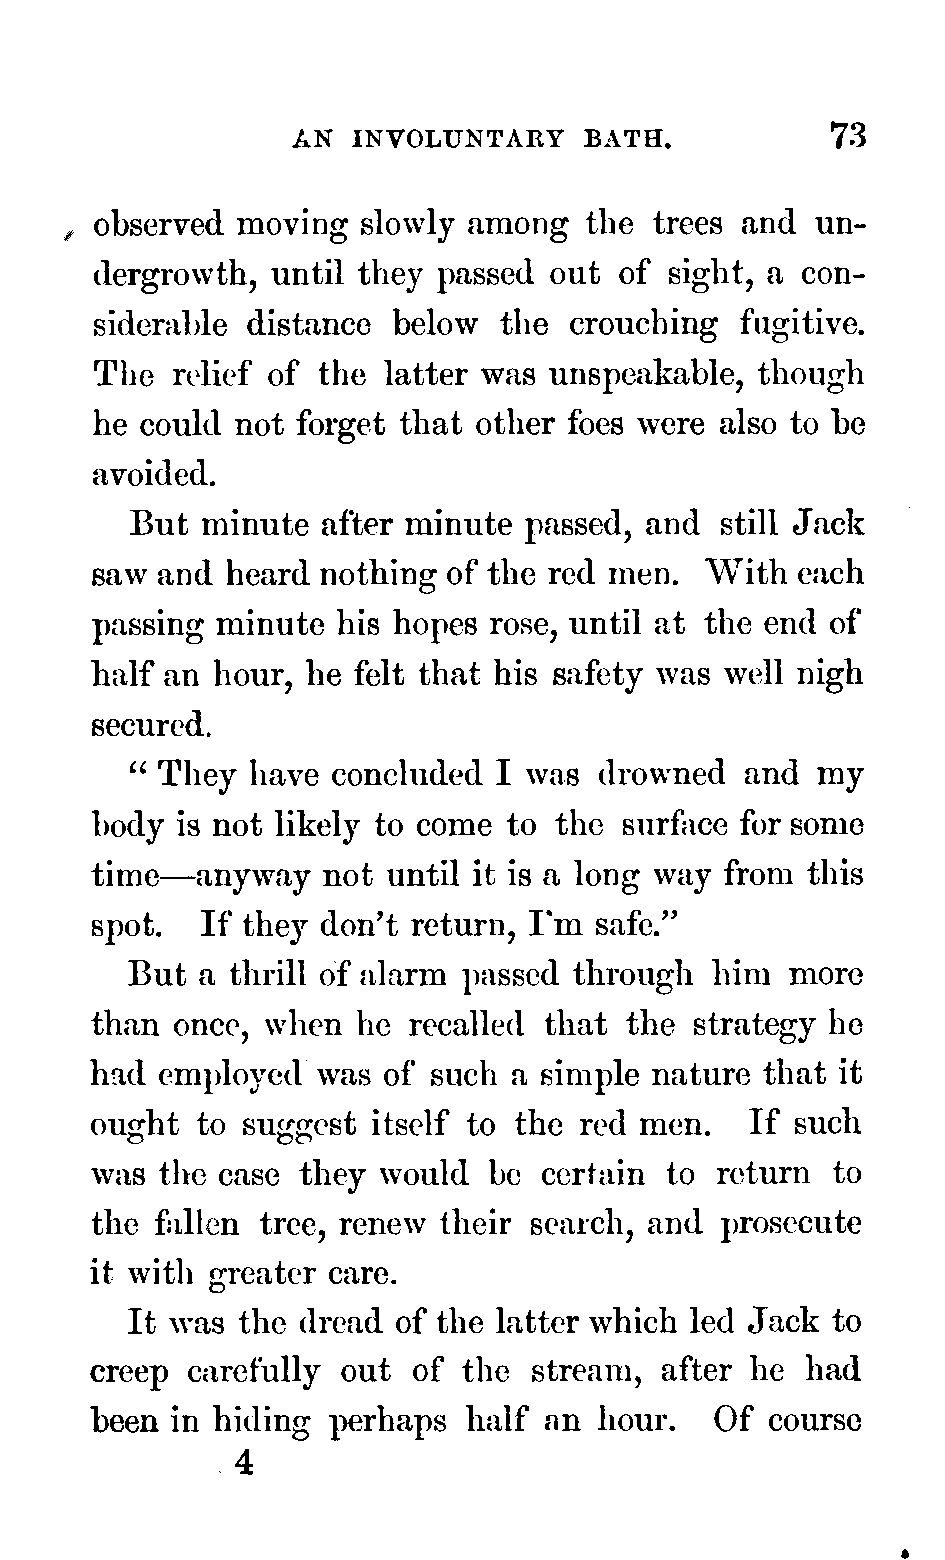 AN INVOLUNTARY BATH. 73
observed moving slowly among the trees and un-
dergrowth, until they passed out of sight, a con-
siderable distance below the crouching fugitive.
The relief of the latter was unspeakable, though
he could not forget that other foes were also to be
avoided.
But minute after minute passed, and still Jack
saw and heard nothing of the red men. With each
passing minute his hopes rose, until at the end of
half an hour, he felt that his safety was well nigh
secured.
“ They have concluded I was drowned and my
body is not likely to come to the surface for some
time—anyway not until it is a long way from this
spot. If they don’t return, I'm safe.”
But a thrill of alarm passed through him more
than once, when he recalled that the strategy he
had employed was of such a simple nature that it
ought to suggest itself to the red men. If such
was the case they would be certain to return to
the fallen tree, renew their search, and prosecute
it with greater care.
It was the dread of the latter which led Jack to
creep carefully out of the stream, after he had
been in hiding perhaps half an hour. Of course
4